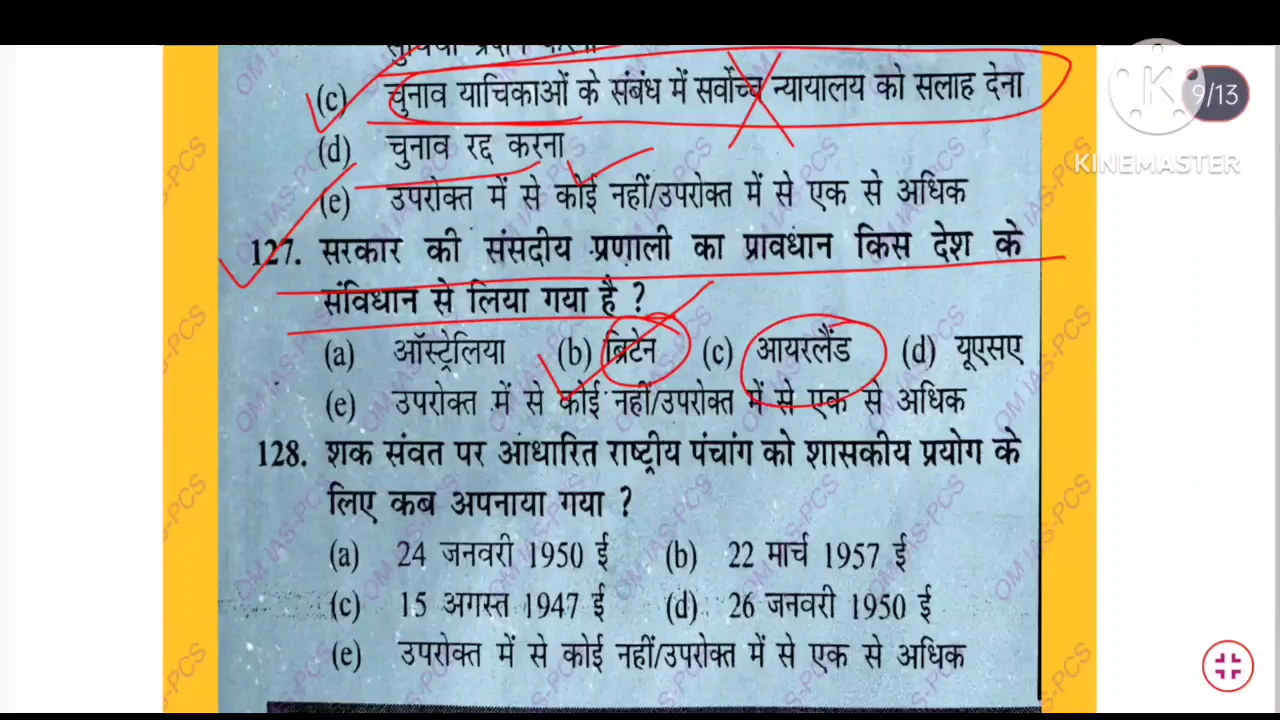 सुविधा प्रदान करना
(c) चुनाव याचिकाओं के संबंध में सर्वोच्च न्यायालय को सलाह देना
9/13
KINEMASTER
(d) चुनाव रद्द करना
(e) उपरोक्त में से कोई नहीं/उपरोक्त में से एक से अधिक
127. सरकार की संसदीय प्रणाली का प्रावधान किस देश के
संविधान से लिया गया है ?
(a) ऑस्ट्रेलिया (b) ब्रिटेन (c) आयरलैंड (d) यूएसए
(e) उपरोक्त में से कोई नहीं/उपरोक्त में से एक से अधिक
128. शक संवत पर आधारित राष्ट्रीय पंचांग को शासकीय प्रयोग के
लिए कब अपनाया गया ?
(a) 24 जनवरी 1950 ई (b) 22 मार्च 1957 ई
(c) 15 अगस्त 1947 ई (d) 26 जनवरी 1950 ई
(e) उपरोक्त में से कोई नहीं/उपरोक्त में से एक से अधिक